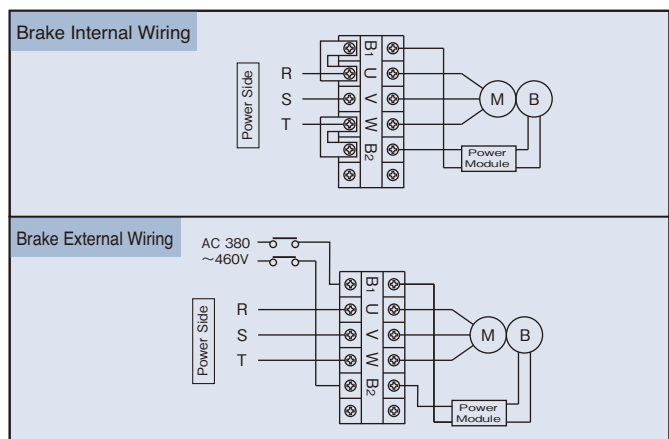 Brake Internal Wiring
Power Side
R
S
T
B1
U
V
W
B2
M
B
Power
Module
Brake External Wiring
AC 380
~460V
Power Side
R
S
T
B1
U
V
W
B2
M
B
Power
Module